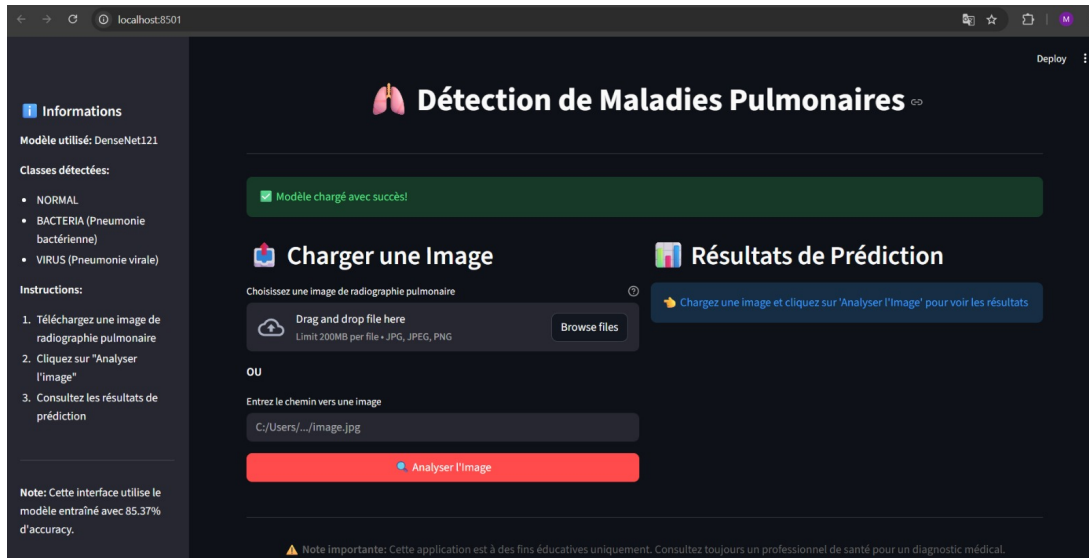 localhost:8501
M
Deploy
Informations
Modèle utilisé: DenseNet121
Classes détectées:
• NORMAL
• BACTERIA (Pneumonie
bactérienne)
• VIRUS (Pneumonie virale)
Instructions:
1. Téléchargez une image de
radiographie pulmonaire
2. Cliquez sur "Analyser
l'image"
3. Consultez les résultats de
prédiction
Note: Cette interface utilise le
modèle entraîné avec 85.37%
d'accuracy.
Détection de Maladies Pulmonaires
Modèle chargé avec succès!
Charger une Image
Choisissez une image de radiographie pulmonaire
Drag and drop file here
Limit 200MB per file • JPG, JPEG, PNG
Browse files
OU
Entrez le chemin vers une image
C:/Users/.../image.jpg
Analyser l'Image
Résultats de Prédiction
Chargez une image et cliquez sur 'Analyser l'Image' pour voir les résultats
Note importante: Cette application est à des fins éducatives uniquement. Consultez toujours un professionnel de santé pour un diagnostic médical.